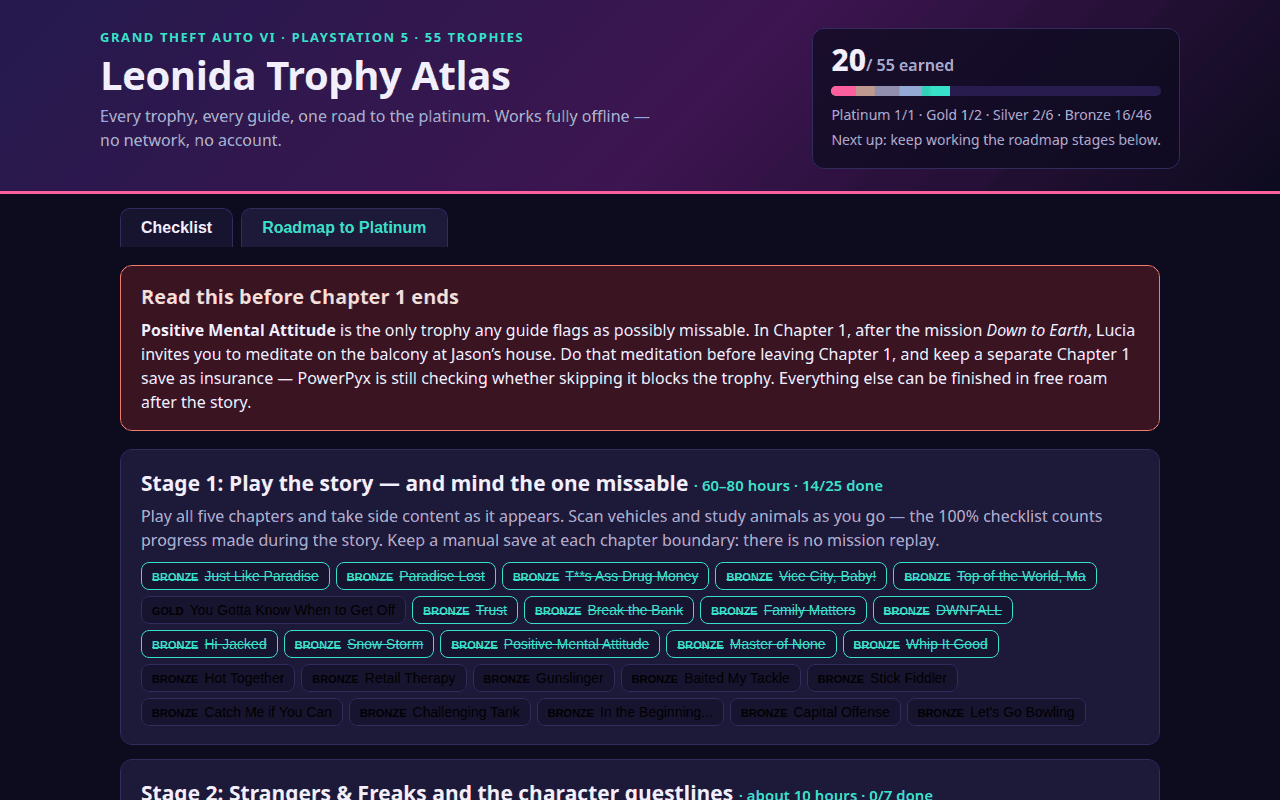 GRAND THEFT AUTO VI · PLAYSTATION 5 · 55 TROPHIES
Leonida Trophy Atlas
Every trophy, every guide, one road to the platinum. Works fully offline —
no network, no account.
20/ 55 earned
Platinum 1/1 · Gold 1/2 · Silver 2/6 · Bronze 16/46
Next up: keep working the roadmap stages below.
Checklist
Roadmap to Platinum
Read this before Chapter 1 ends
Positive Mental Attitude is the only trophy any guide flags as possibly missable. In Chapter 1, after the mission Down to Earth, Lucia
invites you to meditate on the balcony at Jason’s house. Do that meditation before leaving Chapter 1, and keep a separate Chapter 1
save as insurance — PowerPyx is still checking whether skipping it blocks the trophy. Everything else can be finished in free roam
after the story.
Stage 1: Play the story — and mind the one missable · 60–80 hours · 14/25 done
Play all five chapters and take side content as it appears. Scan vehicles and study animals as you go — the 100% checklist counts
progress made during the story. Keep a manual save at each chapter boundary: there is no mission replay.
BRONZE Just Like Paradise BRONZE Paradise Lost BRONZE T**s Ass Drug Money BRONZE Vice City, Baby! BRONZE Top of the World, Ma
GOLD You Gotta Know When to Get Off BRONZE Trust BRONZE Break the Bank BRONZE Family Matters BRONZE DWNFALL
BRONZE Hi-Jacked BRONZE Snow Storm BRONZE Positive Mental Attitude BRONZE Master of None BRONZE Whip It Good
BRONZE Hot Together BRONZE Retail Therapy BRONZE Gunslinger BRONZE Baited My Tackle BRONZE Stick Fiddler
BRONZE Catch Me if You Can BRONZE Challenging Tank BRONZE In the Beginning... BRONZE Capital Offense BRONZE Let's Go Bowling
Stage 2: Strangers & Freaks and the character questlines · about 10 hours · 0/7 done